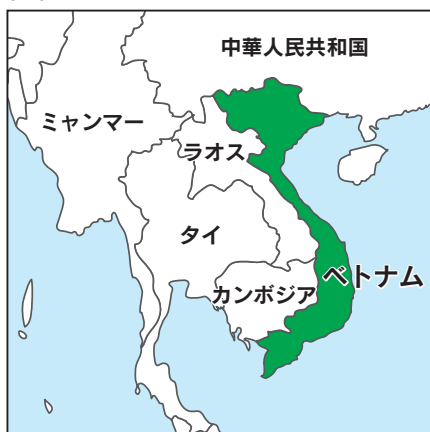 中華人民共和国
ミャンマー
ラオス
タイ
ベトナム
カンボジア